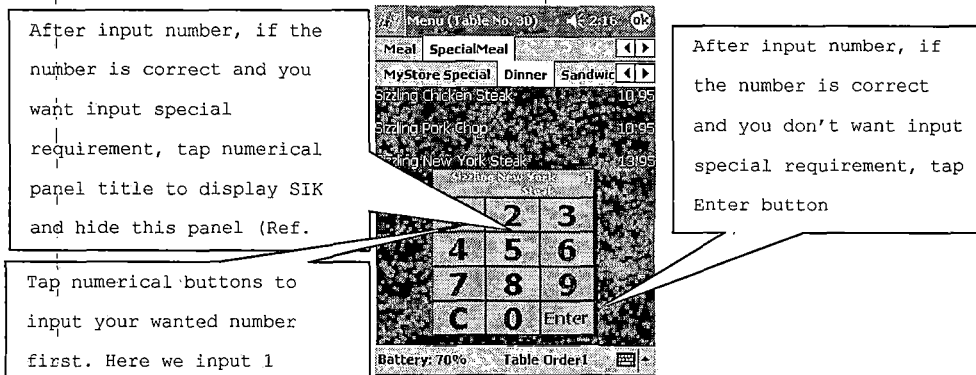 After input number, if the
number is correct and you
want input special
requirement, tap numerical
panel title to display SIK
and hide this panel (Ref.
Tap numerical buttons to
input your wanted number
first. Here we input 1
Menu (Table No. 30) 2:16 ok
Meal SpecialMeal
MyStore Special Dinner Sandwic
Sizzling Chicken Steak 10.95
Sizzling Pork Chop 10.95
Sizzling New York Steak 13.95
Sizzling New York 1
Steak
2 3
4 5 6
7 8 9
C 0 Enter
Battery: 70% Table Order1
After input number, if
the number is correct
and you don't want input
special requirement, tap
Enter button